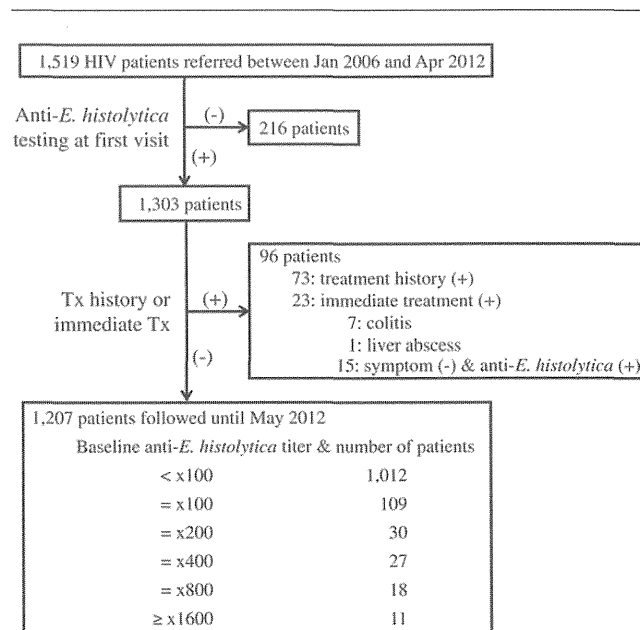 1,519 HIV patients referred between Jan 2006 and Apr 2012
Anti-E. histolytica
testing at first visit
(-)
216 patients
(+)
1,303 patients
Tx history or
immediate Tx
(+)
96 patients
73: treatment history (+)
23: immediate treatment (+)
7: colitis
1: liver abscess
15: symptom (-) & anti-E. histolytica (+)
(-)
1,207 patients followed until May 2012
Baseline anti-E. histolytica titer & number of patients
< x100 1,012
= x100 109
= x200 30
= x400 27
= x800 18
≥ x1600 11